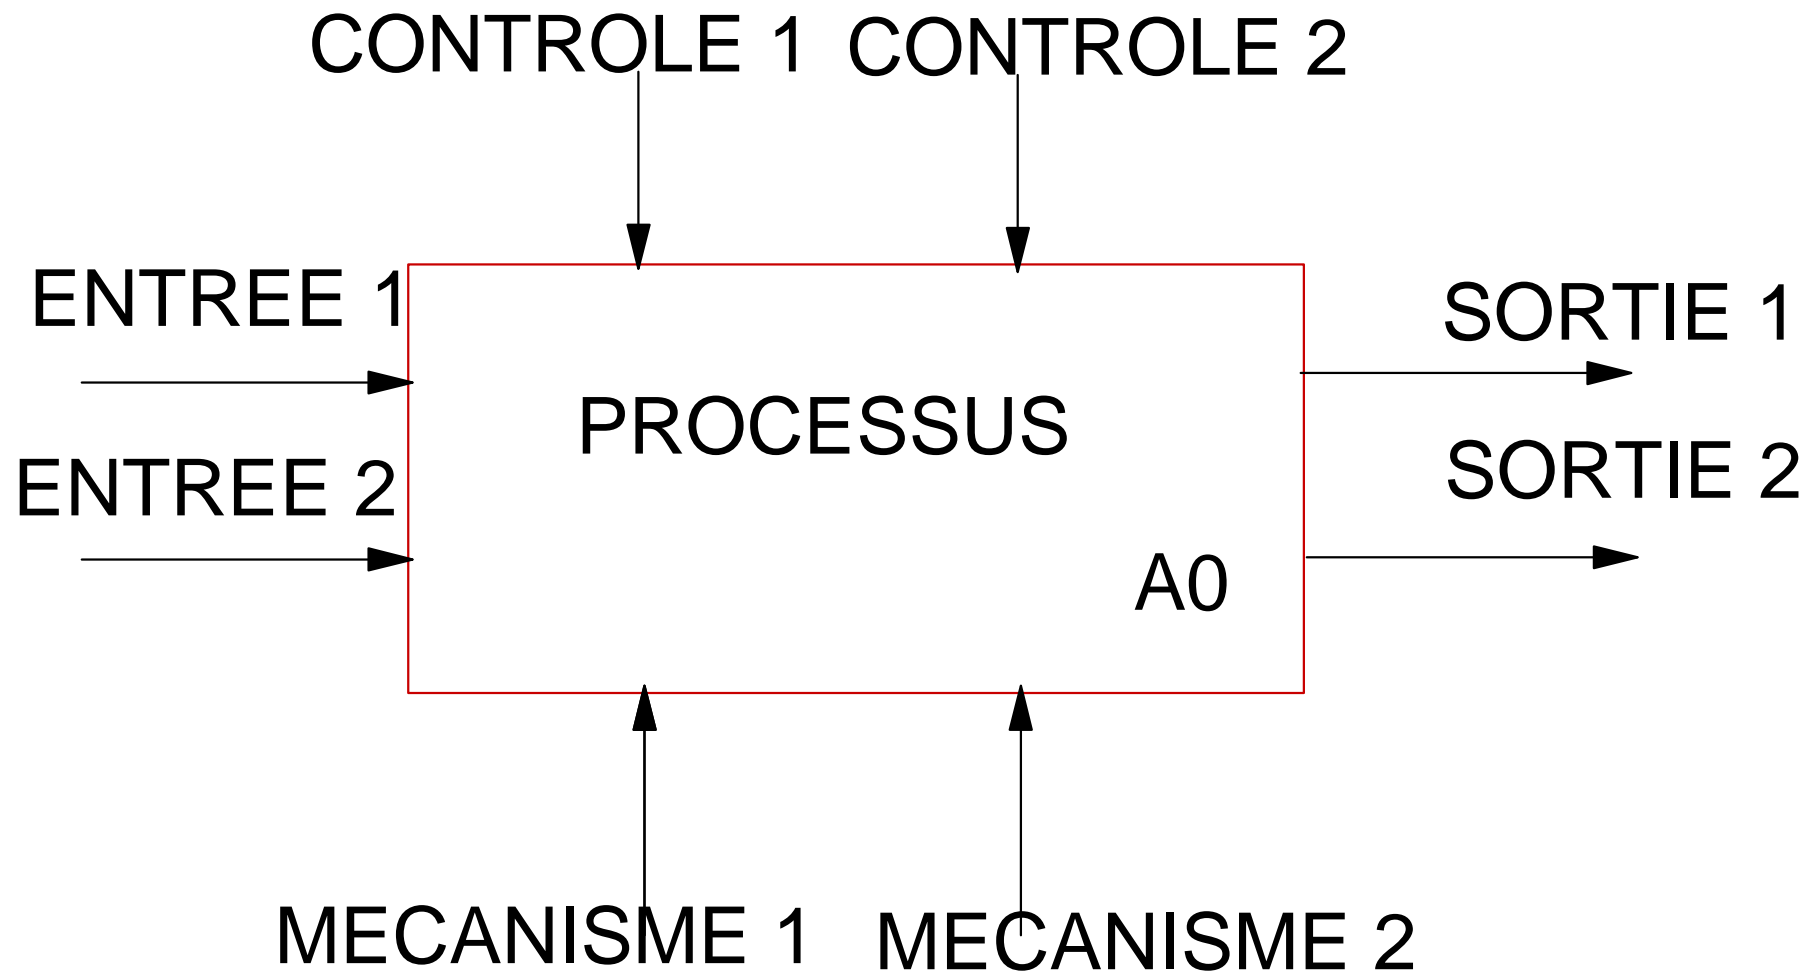 CONTROLE 1 CONTROLE 2
ENTREE 1
SORTIE 1
PROCESSUS
ENTREE 2
SORTIE 2
A0
MECANISME 1 MECANISME 2